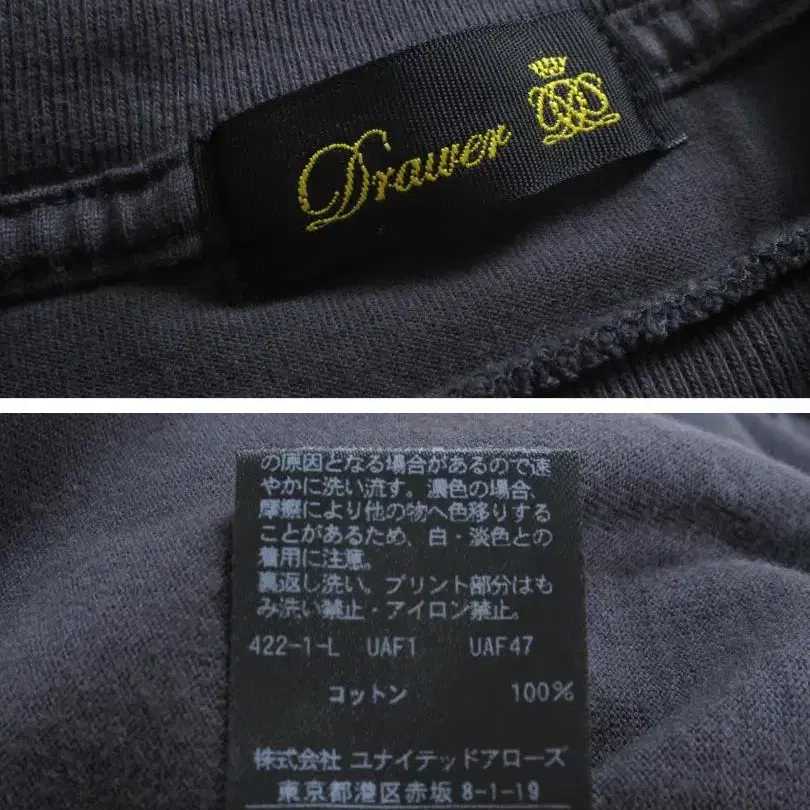 Drawer
の原因となる場合があるので速
やかに洗い流す。濃色の場合、
摩擦により他の物へ色移りする
ことがあるため、白・淡色との
着用に注意。
裏返し洗い。プリント部分はも
み洗い禁止・アイロン禁止。
422-1-L UAF1 UAF47
コットン 100%
株式会社 ユナイテッドアローズ
東京都港区赤坂 8-1-19